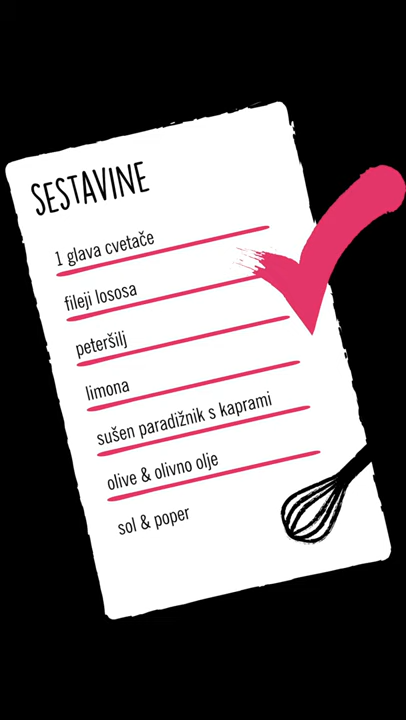 SESTAVINE
1 glava cvetače
fileji lososa
peteršilj
limona
sušen paradižnik s kaprami
olive & olivno olje
sol & poper